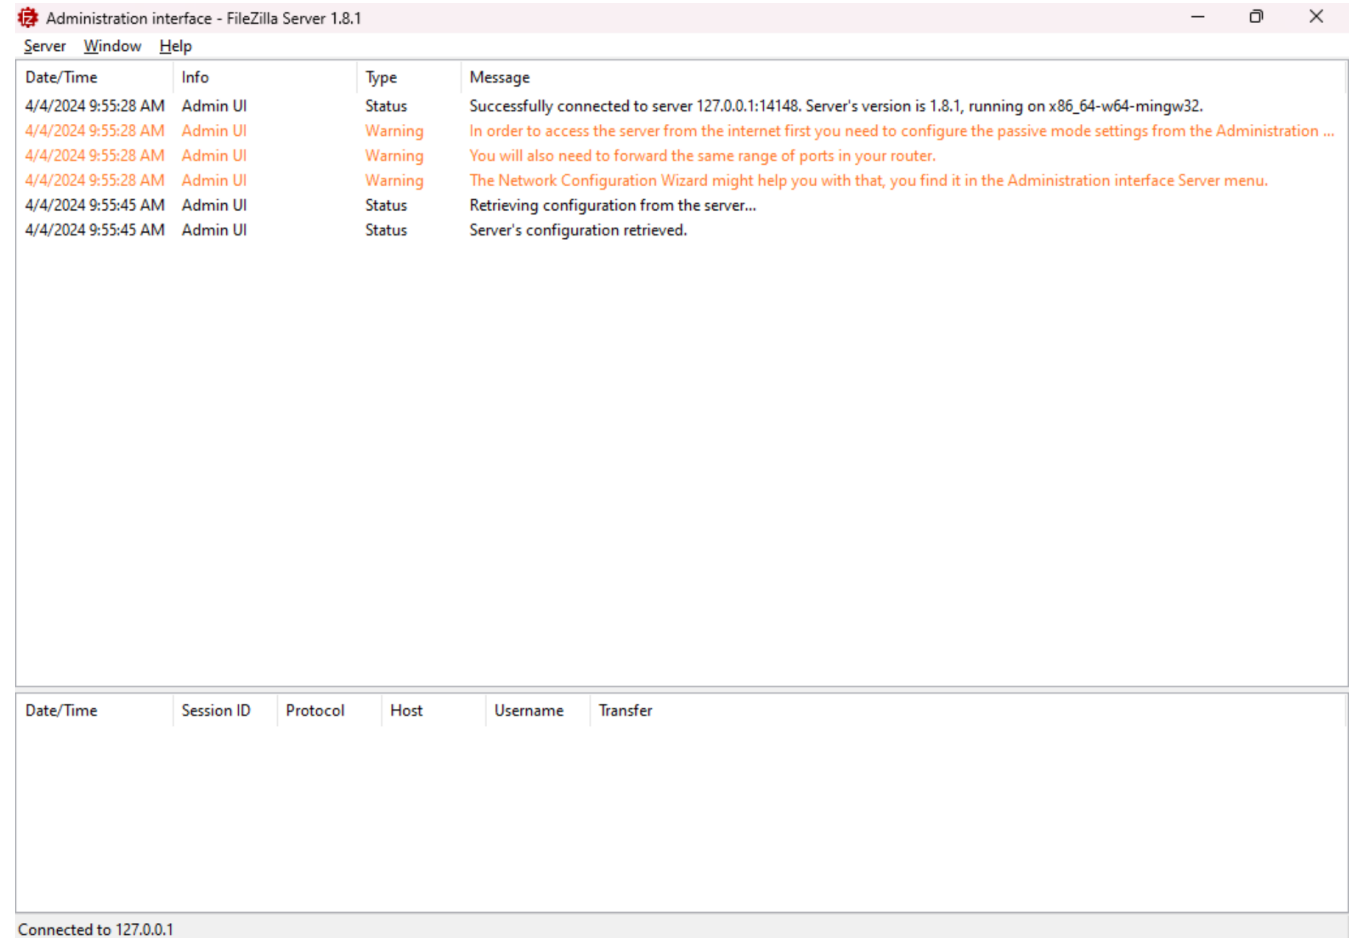 Administration interface - FileZilla Server 1.8.1
Server Window Help
Date/Time Info Type Message
4/4/2024 9:55:28 AM Admin UI Status Successfully connected to server 127.0.0.1:14148. Server's version is 1.8.1, running on x86_64-w64-mingw32.
4/4/2024 9:55:28 AM Admin UI Warning In order to access the server from the internet first you need to configure the passive mode settings from the Administration ...
4/4/2024 9:55:28 AM Admin UI Warning You will also need to forward the same range of ports in your router.
4/4/2024 9:55:28 AM Admin UI Warning The Network Configuration Wizard might help you with that, you find it in the Administration interface Server menu.
4/4/2024 9:55:45 AM Admin UI Status Retrieving configuration from the server...
4/4/2024 9:55:45 AM Admin UI Status Server's configuration retrieved.
Date/Time Session ID Protocol Host Username Transfer
Connected to 127.0.0.1